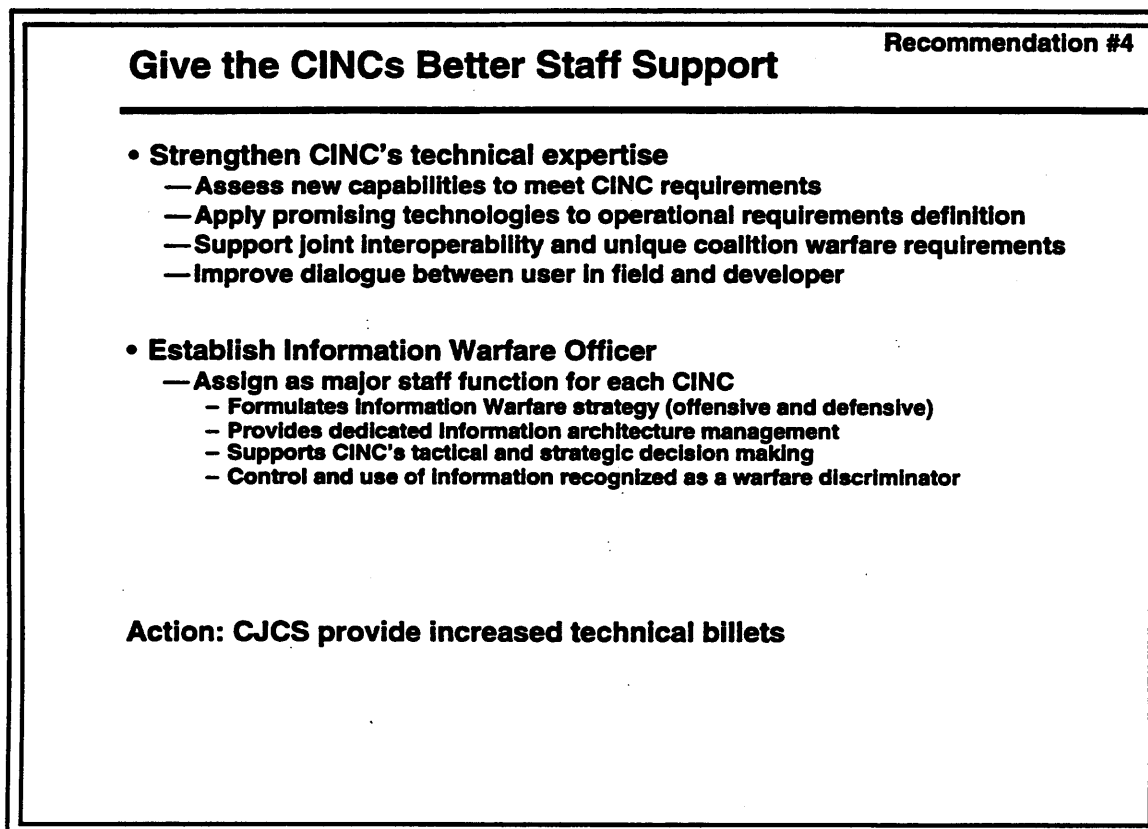 Recommendation #4
Give the CINCs Better Staff Support
• Strengthen CINC's technical expertise
—Assess new capabilities to meet CINC requirements
—Apply promising technologies to operational requirements definition
—Support joint interoperability and unique coalition warfare requirements
—Improve dialogue between user in field and developer
• Establish Information Warfare Officer
—Assign as major staff function for each CINC
– Formulates Information Warfare strategy (offensive and defensive)
– Provides dedicated information architecture management
– Supports CINC's tactical and strategic decision making
– Control and use of information recognized as a warfare discriminator
Action: CJCS provide increased technical billets